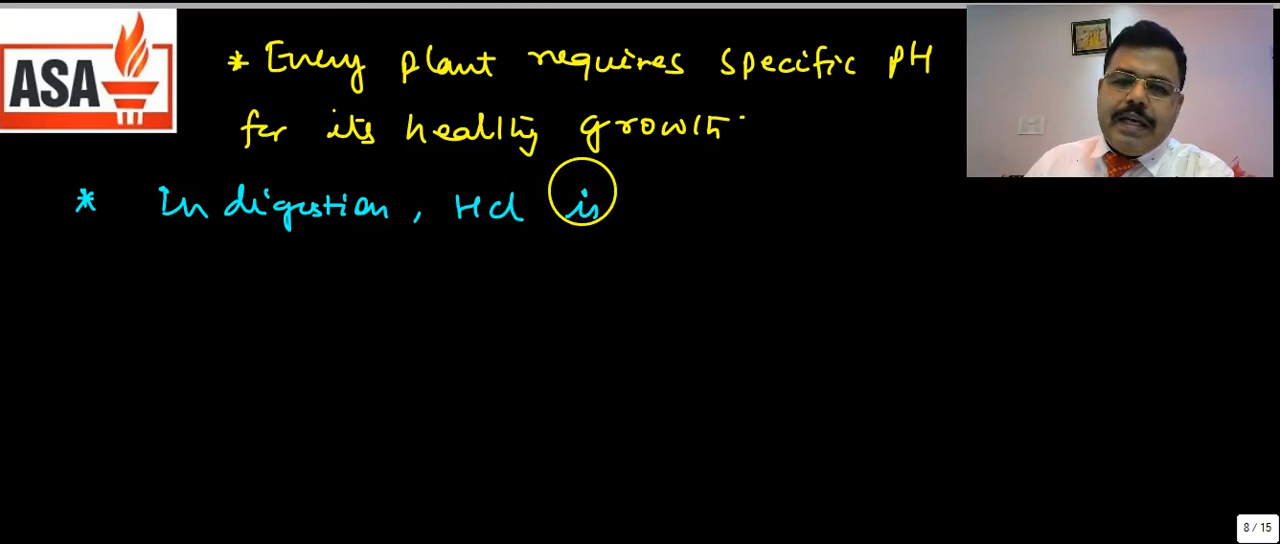 ASA
* Every plant requires specific pH
for its healthy growth.
* In digestion, HCl is
8 / 15